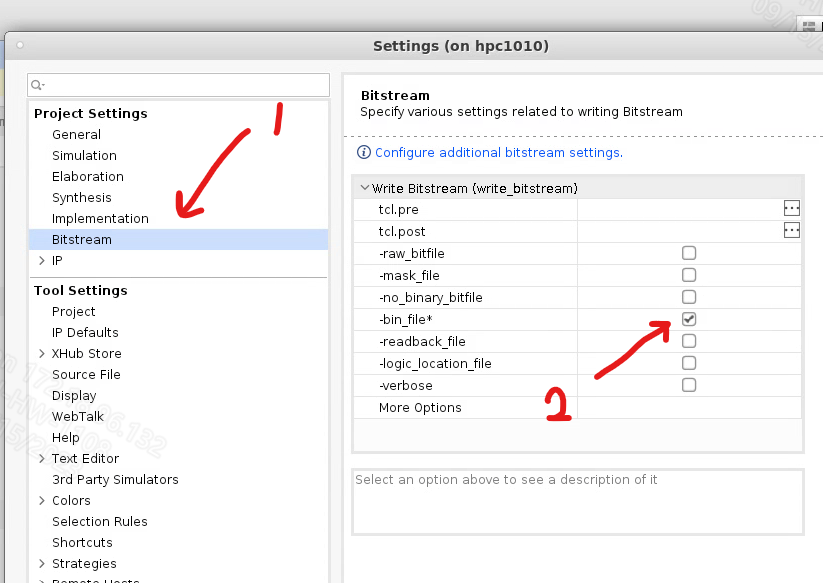 Settings (on hpc1010)
Project Settings
General
Simulation
Elaboration
Synthesis
Implementation
Bitstream
IP
Tool Settings
Project
IP Defaults
XHub Store
Source File
Display
WebTalk
Help
Text Editor
3rd Party Simulators
Colors
Selection Rules
Shortcuts
Strategies
Remote Hosts
1
Bitstream
Specify various settings related to writing Bitstream
Configure additional bitstream settings.
Write Bitstream (write_bitstream)
tcl.pre
tcl.post
-raw_bitfile
-mask_file
-no_binary_bitfile
-bin_file*
-readback_file
-logic_location_file
-verbose
More Options
2
Select an option above to see a description of it